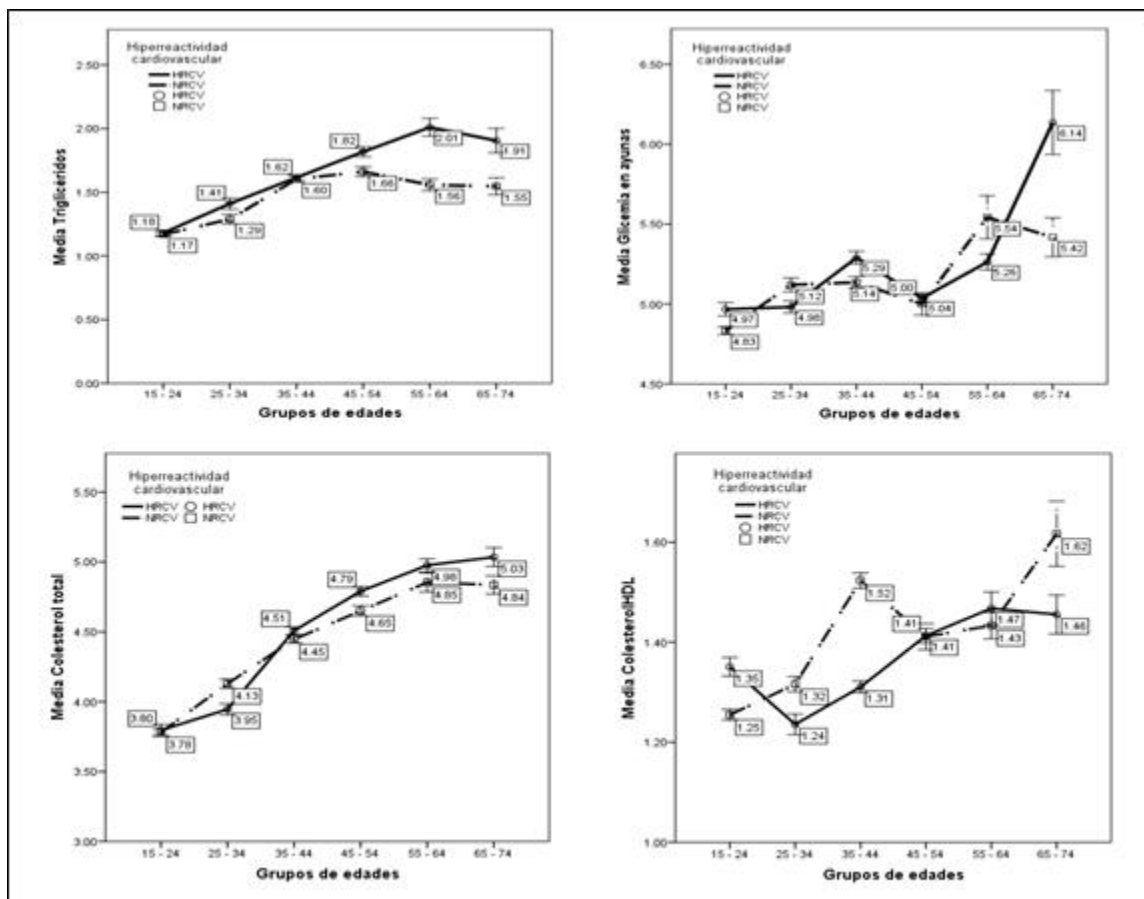 Hiperreactividad
cardiovascular
HRCV
NRCV
HRCV
NRCV
2.50
2.00
1.50
1.00
0.50
0.00
Media Triglicéridos
1.18
1.17
1.41
1.29
1.62
1.60
1.82
1.66
2.01
1.56
1.91
1.55
15 - 24 25 - 34 35 - 44 45 - 54 55 - 64 65 - 74
Grupos de edades
Hiperreactividad
cardiovascular
HRCV
NRCV
HRCV
NRCV
6.50
6.00
5.50
5.00
4.50
Media Glicemia en ayunas
4.97
4.83
5.12
4.98
5.29
5.14
5.00
5.04
5.54
5.26
6.14
5.42
15 - 24 25 - 34 35 - 44 45 - 54 55 - 64 65 - 74
Grupos de edades
Hiperreactividad
cardiovascular
HRCV HRCV
NRCV NRCV
5.50
5.00
4.50
4.00
3.50
3.00
Media Colesterol total
3.80
3.78
4.13
3.95
4.51
4.45
4.79
4.65
4.98
4.85
5.03
4.84
15 - 24 25 - 34 35 - 44 45 - 54 55 - 64 65 - 74
Grupos de edades
Hiperreactividad
cardiovascular
HRCV
NRCV
HRCV
NRCV
1.60
1.40
1.20
1.00
Media ColesterolHDL
1.35
1.25
1.32
1.24
1.52
1.31
1.41
1.41
1.47
1.43
1.62
1.46
15 - 24 25 - 34 35 - 44 45 - 54 55 - 64 65 - 74
Grupos de edades